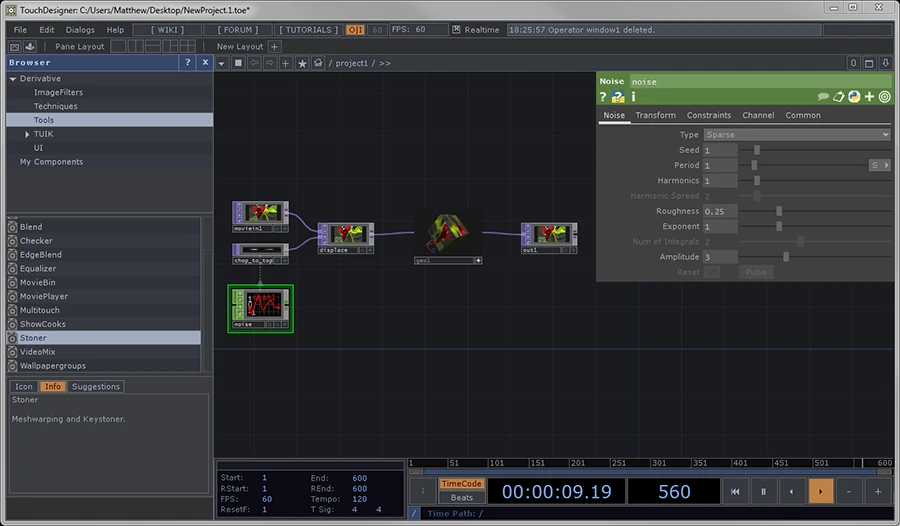 TouchDesigner: C:/Users/Matthew/Desktop/NewProject.1.toe*
File Edit Dialogs Help [ WIKI ] [ FORUM ] [ TUTORIALS ] O|I 60 FPS: 60 Realtime 18:25:57 Operator window1 deleted.
Pane Layout New Layout +
Browser ? x / project1 / >> 0
Derivative
ImageFilters
Techniques
Tools
TUIK
UI
My Components
Blend
Checker
EdgeBlend
Equalizer
MovieBin
MoviePlayer
Multitouch
ShowCooks
Stoner
VideoMix
Wallpapergroups
Icon Info Suggestions
Stoner
Meshwarping and Keystoner.
moviein1
chop_to_top
displace
geo1
out1
noise
Noise noise
? ? i
Noise Transform Constraints Channel Common
Type Sparse
Seed 1
Period 1 S
Harmonics 1
Harmonic Spread 2
Roughness 0.25
Exponent 1
Num of Integrals 2
Amplitude 3
Reset Off Pulse
Start: 1 End: 600
RStart: 1 REnd: 600
FPS: 60 Tempo: 120
ResetF: 1 T Sig: 4 4
1 51 101 151 201 251 301 351 401 451 501 551 600
TimeCode
Beats
00:00:09.19 560
/ Time Path: /